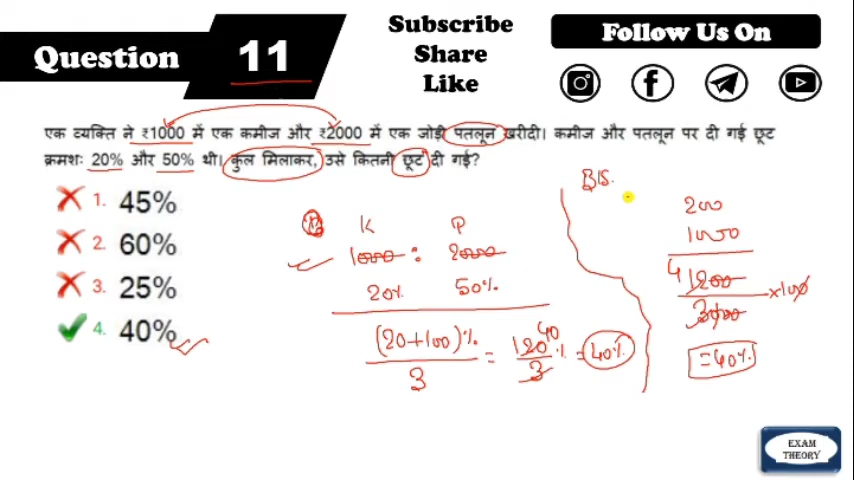 Question 11
Subscribe
Share
Like
Follow Us On
एक व्यक्ति ने ₹1000 में एक कमीज और ₹2000 में एक जोड़ी पतलून खरीदी। कमीज और पतलून पर दी गई छूट
क्रमशः 20% और 50% थी। कुल मिलाकर, उसे कितनी छूट दी गई?
1. 45%
2. 60%
3. 25%
4. 40%
K P
1000 : 2000
20% 50%
(20+100)%
3
= 120%
3
40
= 40%
B/S.
200
1000
1200
3000
×100
4
=40%
EXAM
THEORY